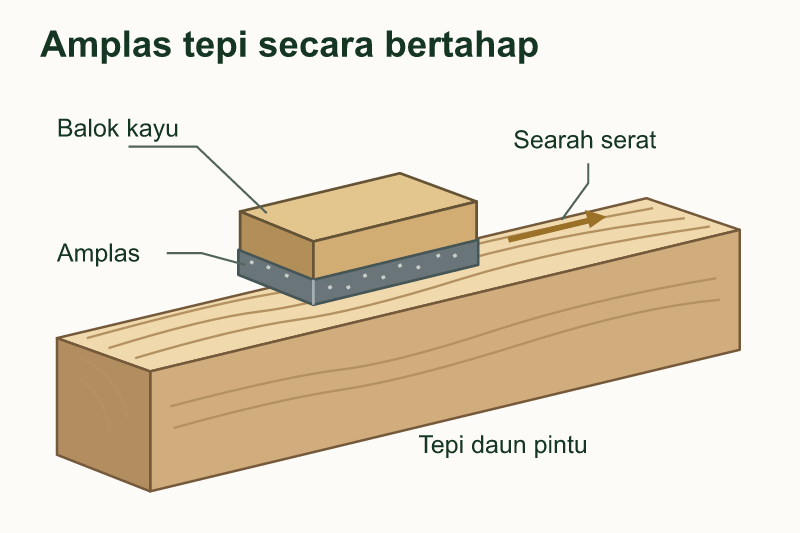 Amplas tepi secara bertahap
Balok kayu
Searah serat
Amplas
Tepi daun pintu